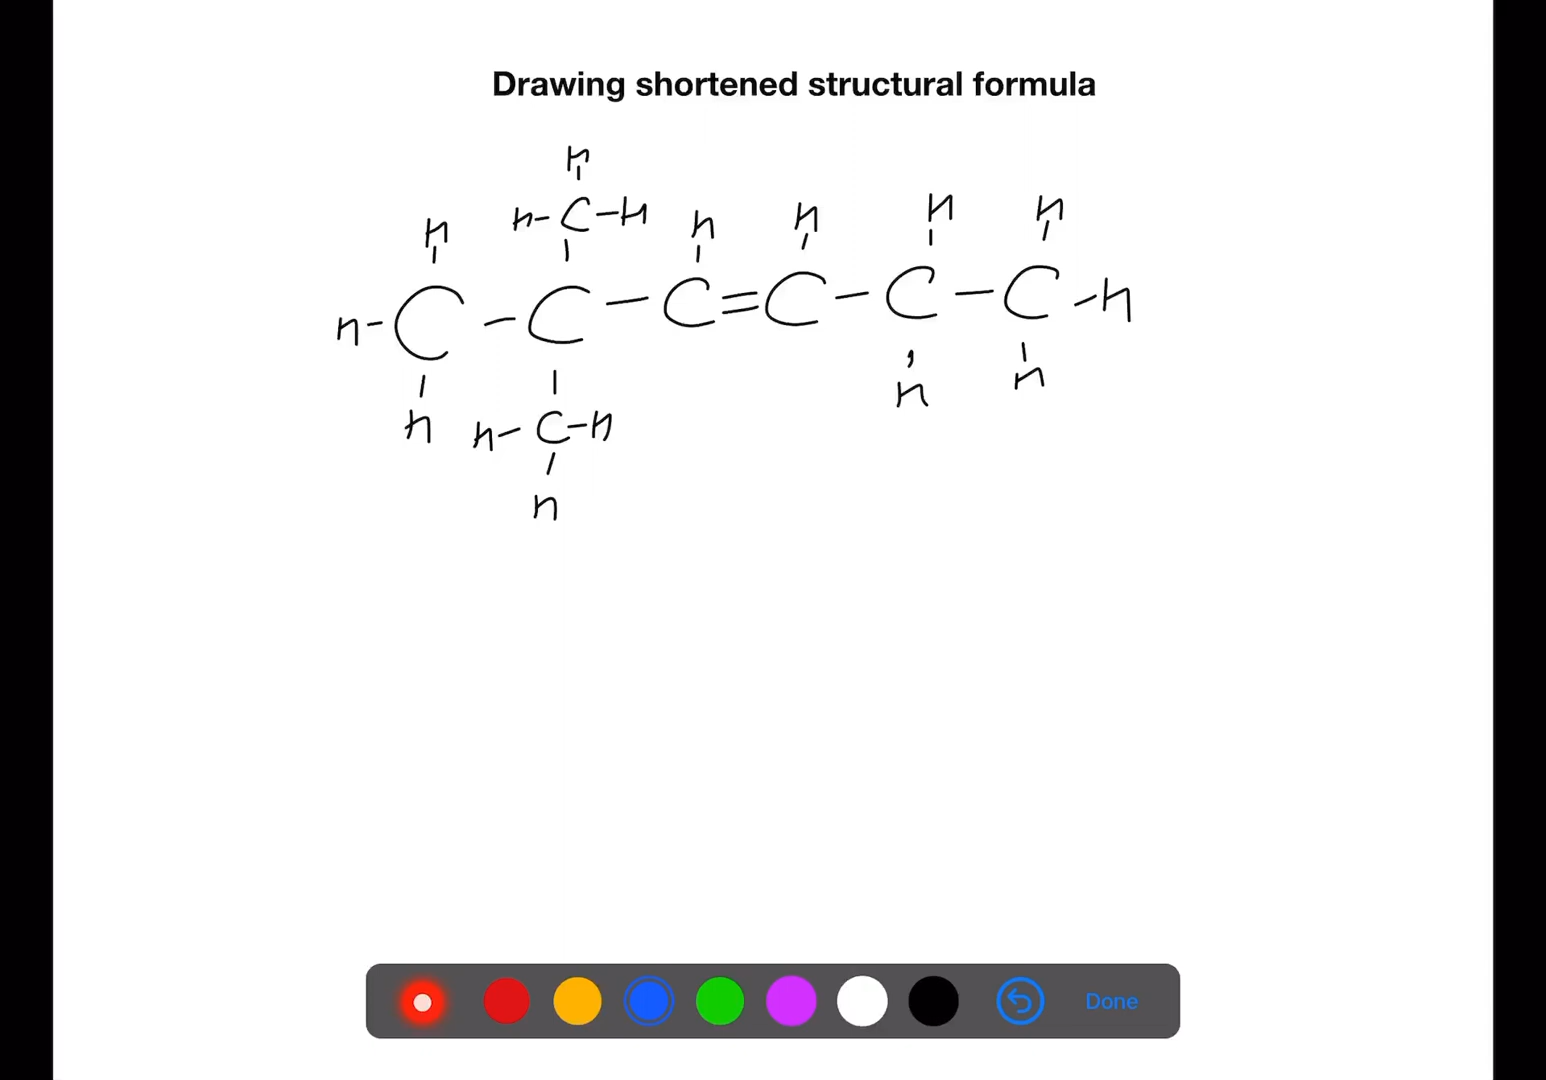 Drawing shortened structural formula
H
H-C-H
H H H H H
H-C-C-C=C-C-C-H
H H-C-H H H
H
Done